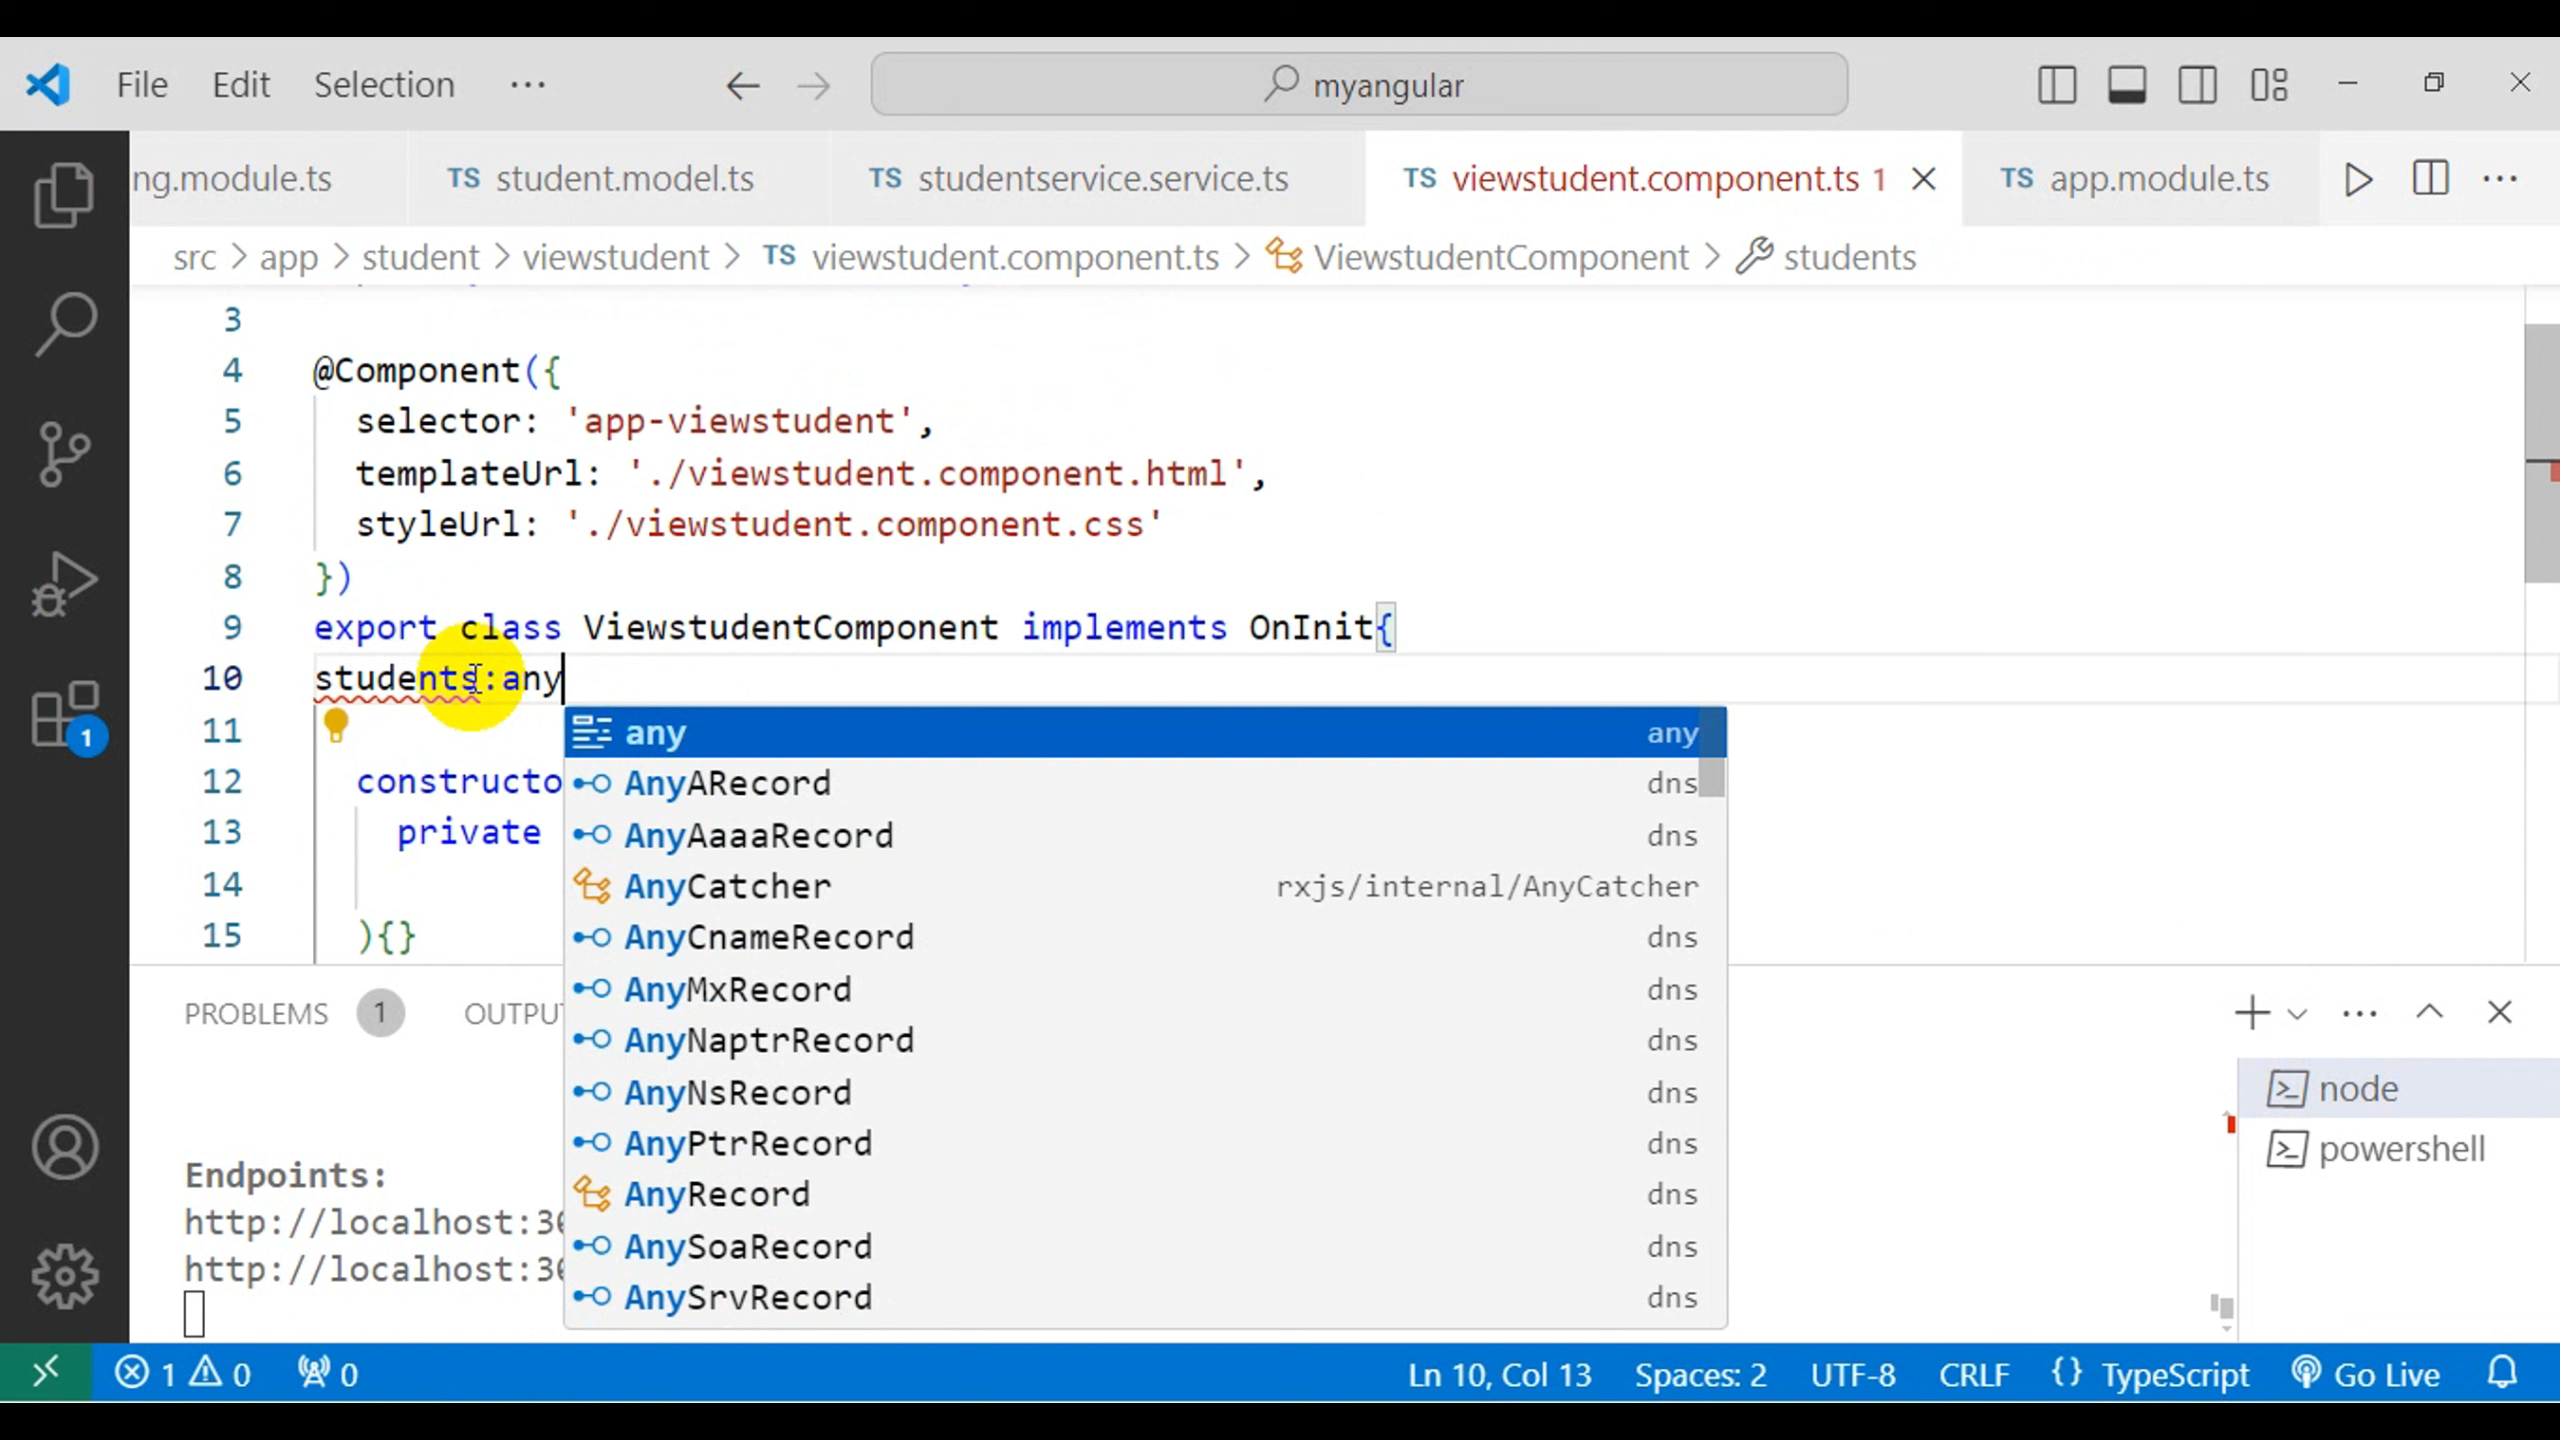 File Edit Selection ··· myangular
ng.module.ts TS student.model.ts TS studentservice.service.ts TS viewstudent.component.ts 1 TS app.module.ts ···
src > app > student > viewstudent > TS viewstudent.component.ts > ViewstudentComponent > students
3
4 @Component({
5 selector: 'app-viewstudent',
6 templateUrl: './viewstudent.component.html',
7 styleUrl: './viewstudent.component.css'
8 })
9 export class ViewstudentComponent implements OnInit{
10 students:any
11
12 constructo
13 private
14
15 ){}
any any
AnyARecord dns
AnyAaaaRecord dns
AnyCatcher rxjs/internal/AnyCatcher
AnyCnameRecord dns
AnyMxRecord dns
AnyNaptrRecord dns
AnyNsRecord dns
AnyPtrRecord dns
AnyRecord dns
AnySoaRecord dns
AnySrvRecord dns
1
PROBLEMS 1 OUTPU
Endpoints:
http://localhost:30
http://localhost:30
node
powershell
1 0 0 Ln 10, Col 13 Spaces: 2 UTF-8 CRLF {} TypeScript Go Live